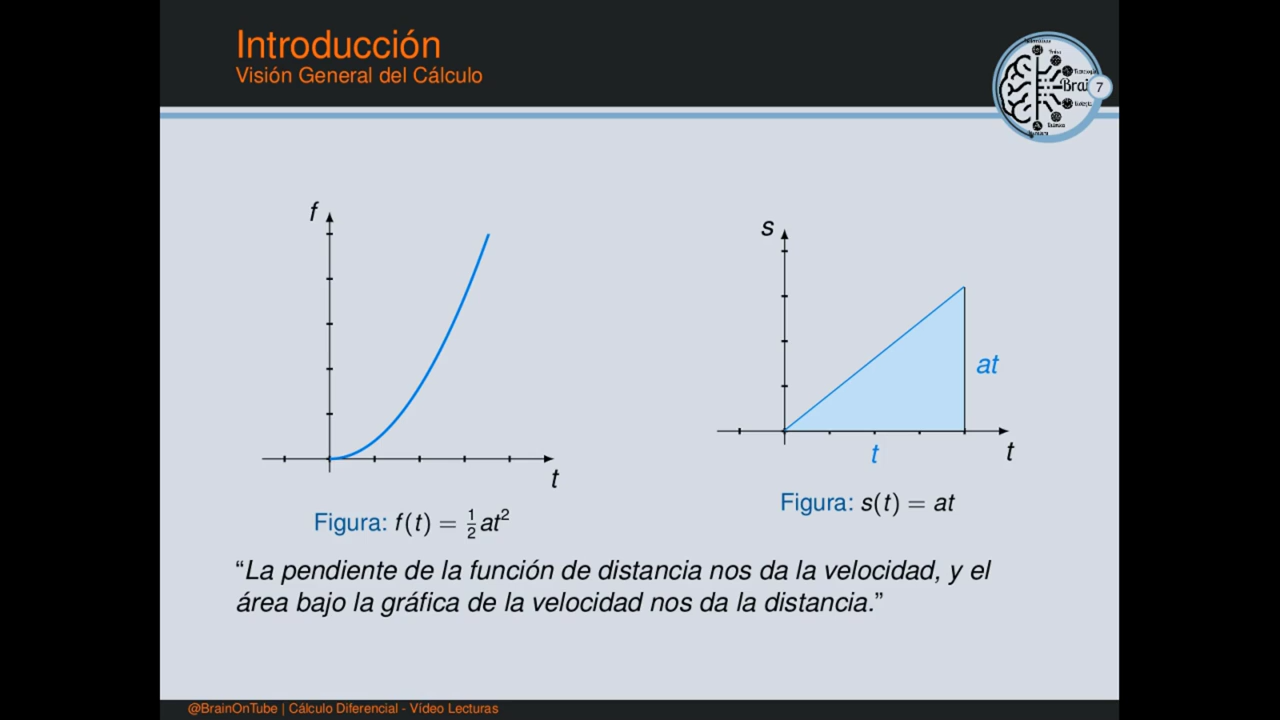 Introducción
Visión General del Cálculo
Brai
7
f
t
Figura: f(t) = ½at²
s
at
t
t
Figura: s(t) = at
“La pendiente de la función de distancia nos da la velocidad, y el
área bajo la gráfica de la velocidad nos da la distancia.”
@BrainOnTube | Cálculo Diferencial - Vídeo Lecturas